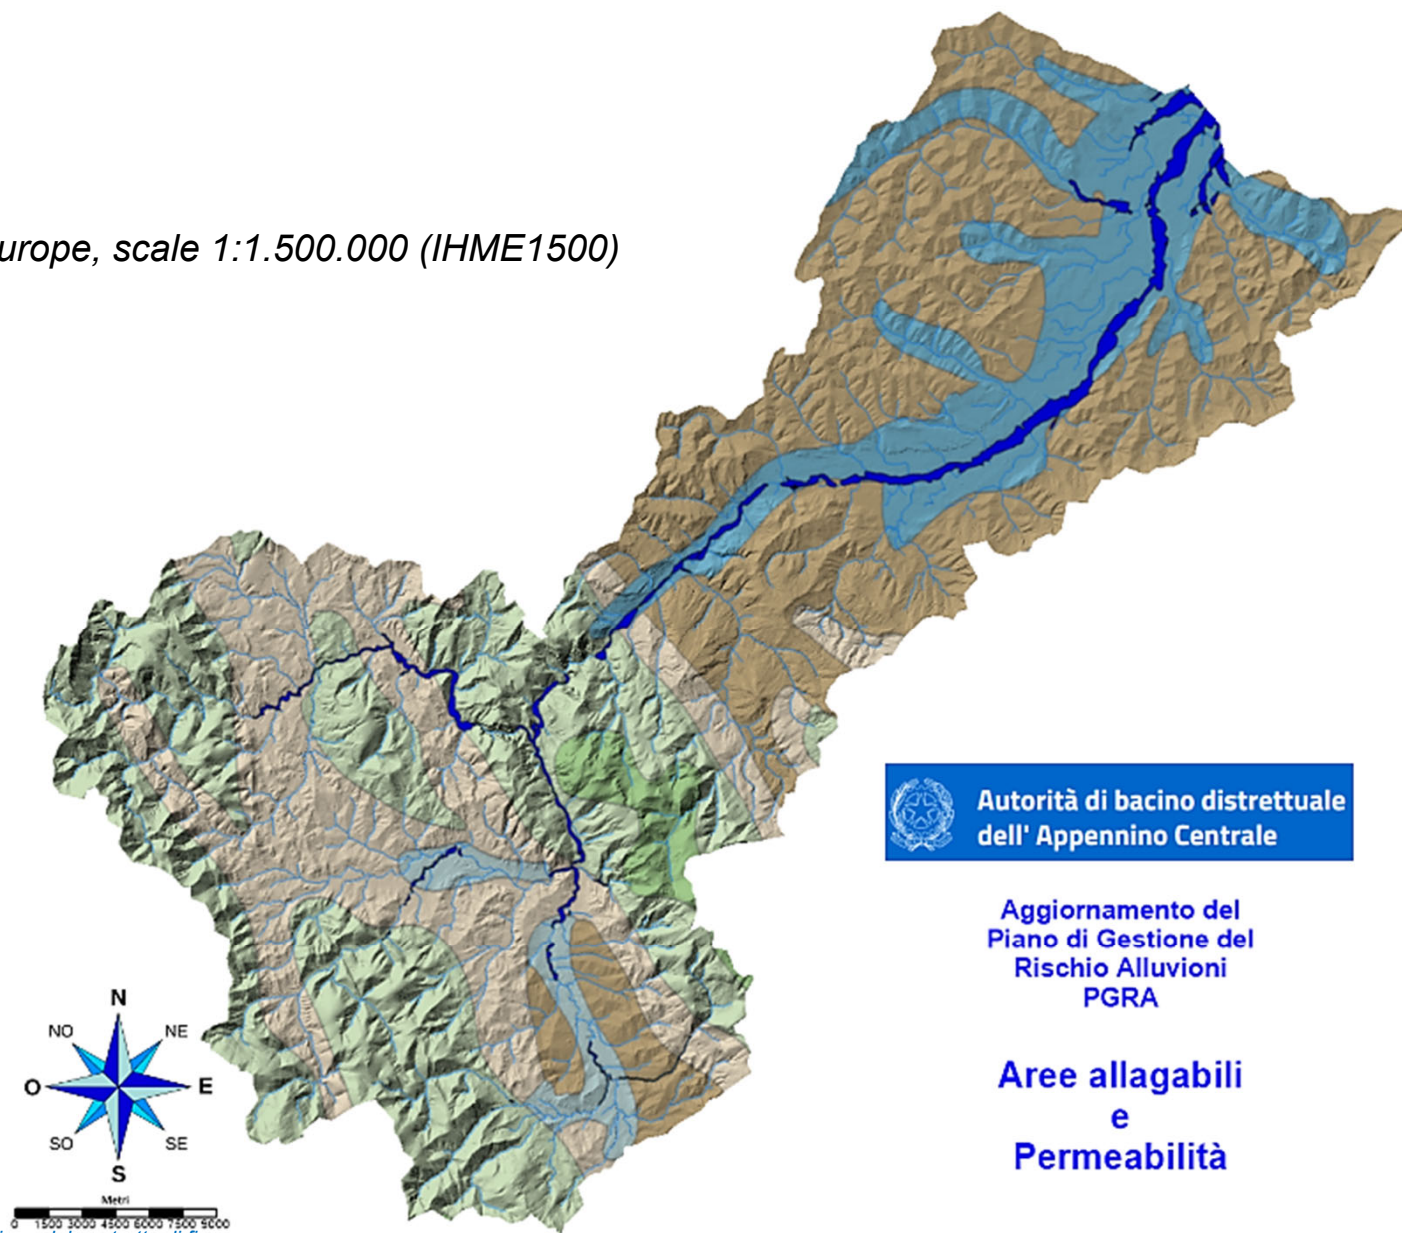 urope, scale 1:1.500.000 (IHME1500)
Autorità di bacino distrettuale
dell' Appennino Centrale
Aggiornamento del
Piano di Gestione del
Rischio Alluvioni
PGRA
Aree allagabili
e
Permeabilità
N
NO NE
O E
SO SE
S
Metri
0 1500 3000 4500 6000 7500 9000